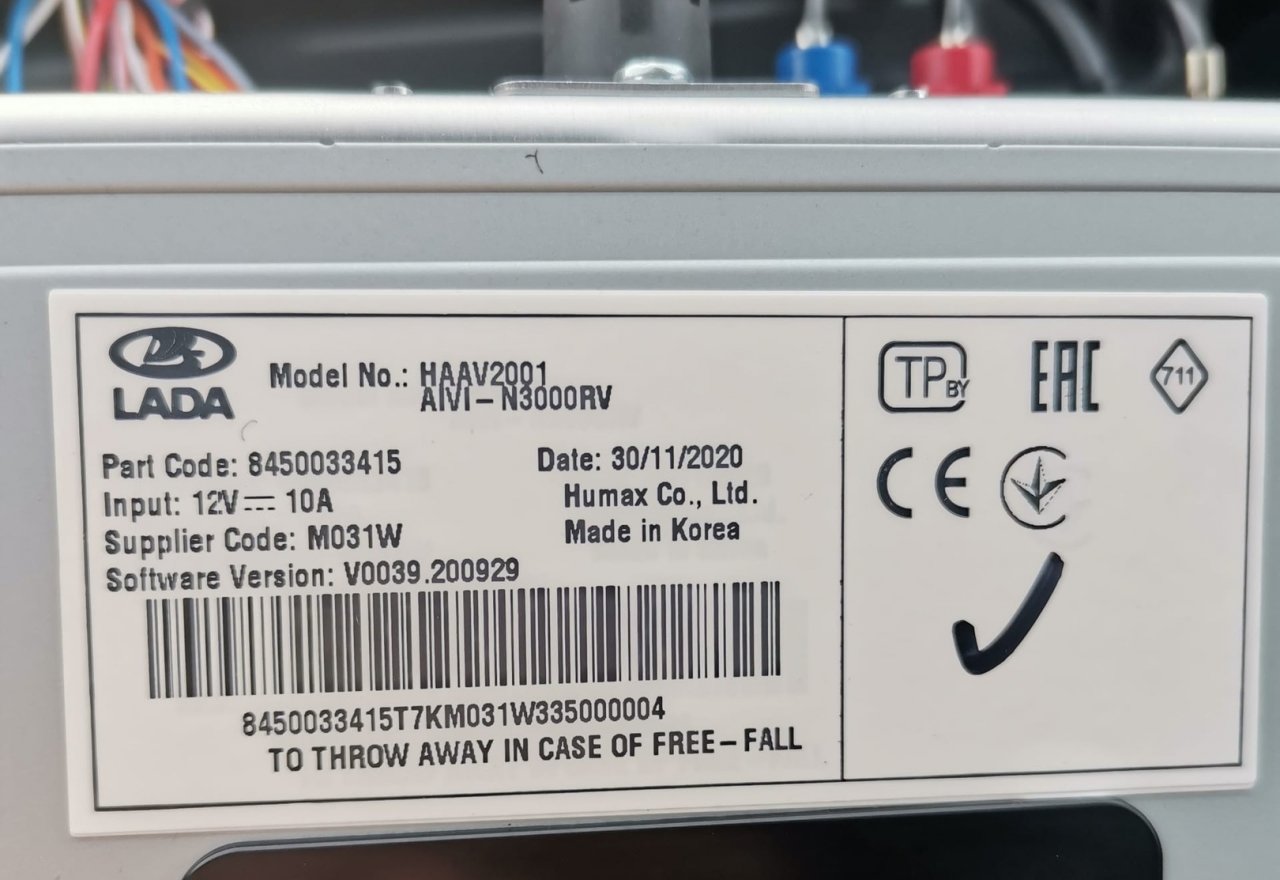 LADA
Model No.: HAAV2001
AIVI-N3000RV
Part Code: 8450033415
Date: 30/11/2020
Input: 12V⎓ 10A
Humax Co., Ltd.
Supplier Code: M031W
Made in Korea
Software Version: V0039.200929
8450033415T7KM031W335000004
TO THROW AWAY IN CASE OF FREE-FALL
TP BY
EAC
711
CE